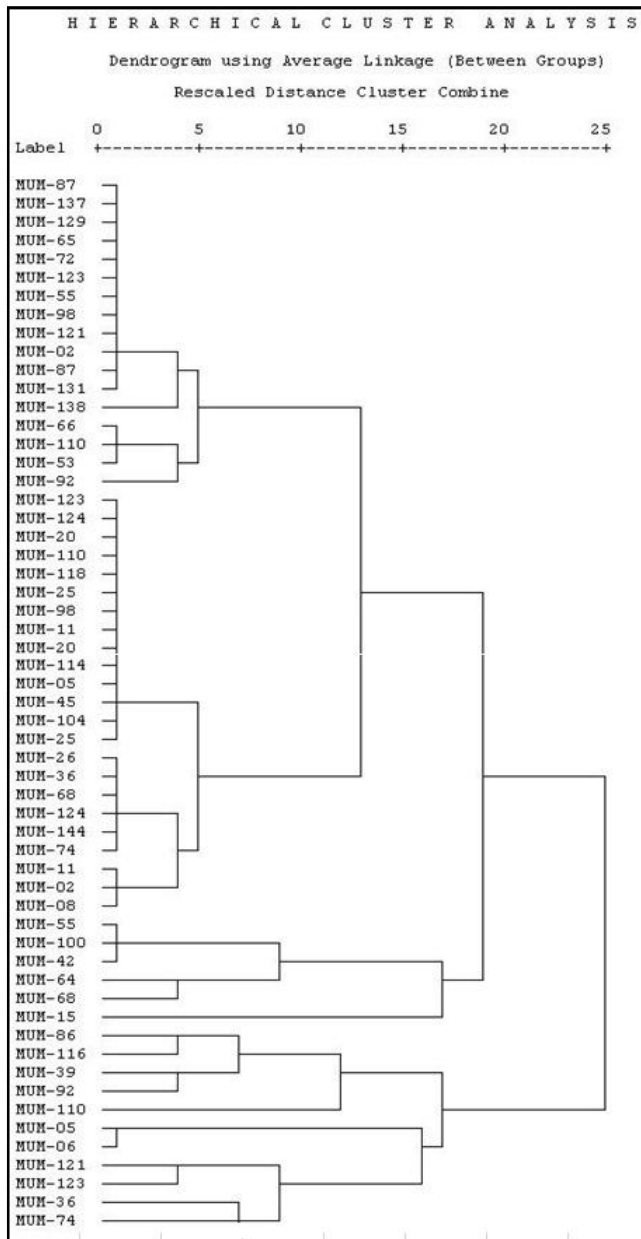 H I E R A R C H I C A L C L U S T E R A N A L Y S I S
Dendrogram using Average Linkage (Between Groups)
Rescaled Distance Cluster Combine
0 5 10 15 20 25
Label +---------+---------+---------+---------+---------+
MUM-87
MUM-137
MUM-129
MUM-65
MUM-72
MUM-123
MUM-55
MUM-98
MUM-121
MUM-02
MUM-87
MUM-131
MUM-138
MUM-66
MUM-110
MUM-53
MUM-92
MUM-123
MUM-124
MUM-20
MUM-110
MUM-118
MUM-25
MUM-98
MUM-11
MUM-20
MUM-114
MUM-05
MUM-45
MUM-104
MUM-25
MUM-26
MUM-36
MUM-68
MUM-124
MUM-144
MUM-74
MUM-11
MUM-02
MUM-08
MUM-55
MUM-100
MUM-42
MUM-64
MUM-68
MUM-15
MUM-86
MUM-116
MUM-39
MUM-92
MUM-110
MUM-05
MUM-06
MUM-121
MUM-123
MUM-36
MUM-74